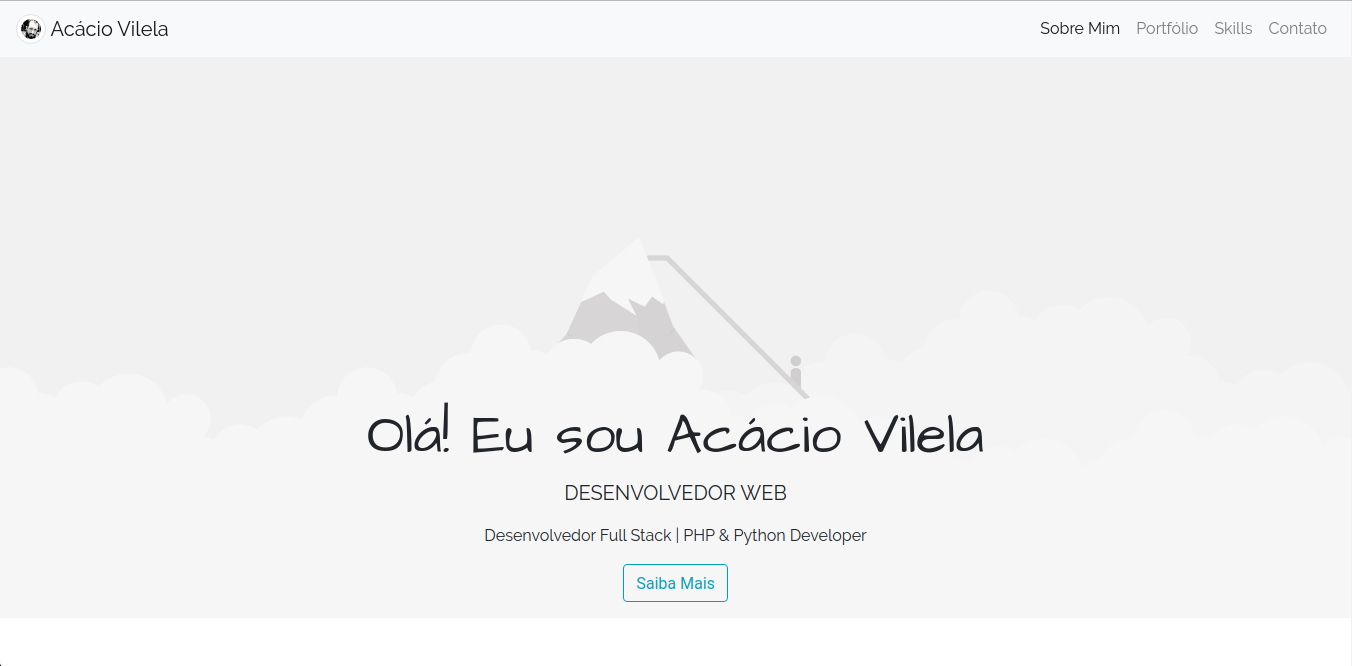 Acácio Vilela
Sobre Mim Portfólio Skills Contato
Olá! Eu sou Acácio Vilela
DESENVOLVEDOR WEB
Desenvolvedor Full Stack | PHP & Python Developer
Saiba Mais